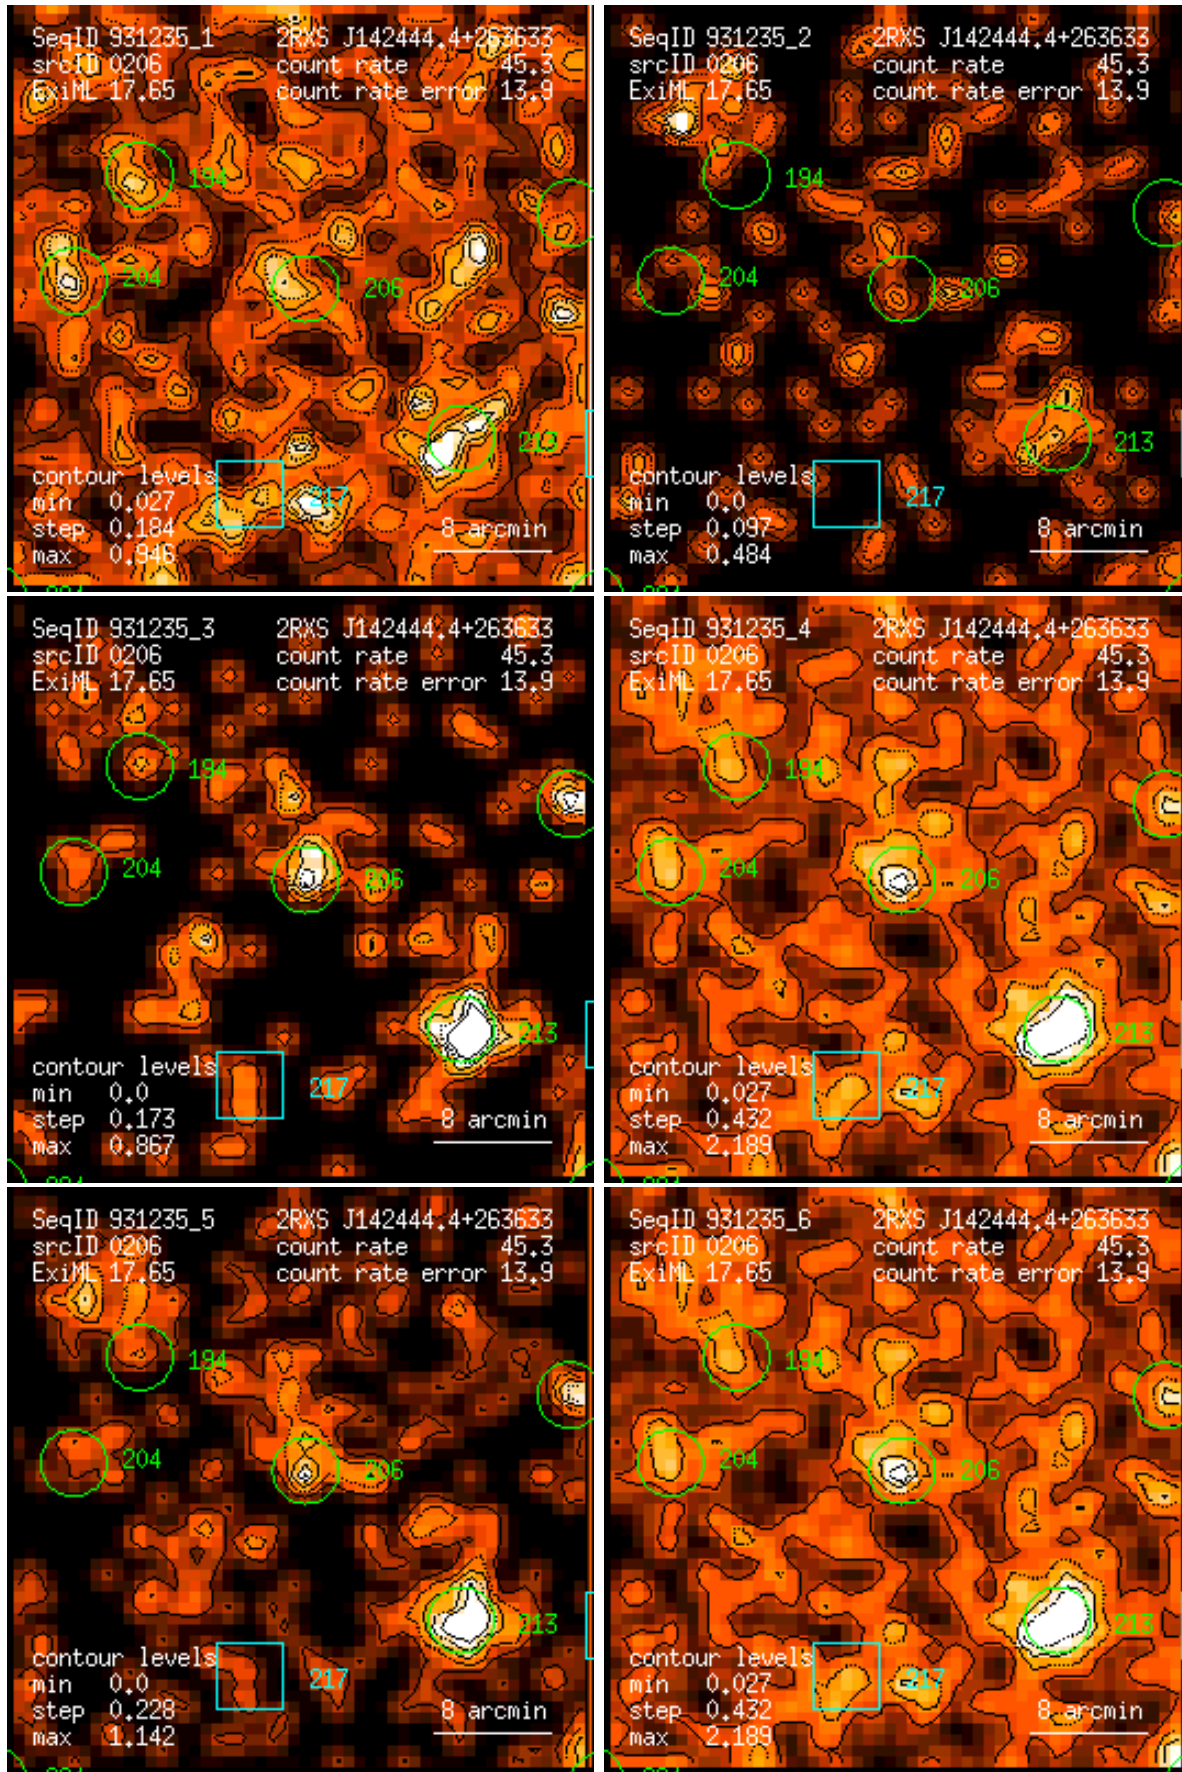 SeqID 931235_1 2RXS J142444.4+263633
srcID 0206 count rate 45.3
ExiML 17.65 count rate error 13.9
194
204
206
213
contour levels
min 0.027
217
step 0.184
8 arcmin
max 0.946
SeqID 931235_2 2RXS J142444.4+263633
srcID 0206 count rate 45.3
ExiML 17.65 count rate error 13.9
194
204
206
213
contour levels
min 0.0
217
step 0.097
8 arcmin
max 0.484
SeqID 931235_3 2RXS J142444.4+263633
srcID 0206 count rate 45.3
ExiML 17.65 count rate error 13.9
194
204
206
213
contour levels
min 0.0
217
step 0.173
8 arcmin
max 0.867
SeqID 931235_4 2RXS J142444.4+263633
srcID 0206 count rate 45.3
ExiML 17.65 count rate error 13.9
194
204
206
213
contour levels
min 0.027
217
step 0.432
8 arcmin
max 2.189
SeqID 931235_5 2RXS J142444.4+263633
srcID 0206 count rate 45.3
ExiML 17.65 count rate error 13.9
194
204
206
213
contour levels
min 0.0
217
step 0.228
8 arcmin
max 1.142
SeqID 931235_6 2RXS J142444.4+263633
srcID 0206 count rate 45.3
ExiML 17.65 count rate error 13.9
194
204
206
213
contour levels
min 0.027
217
step 0.432
8 arcmin
max 2.189